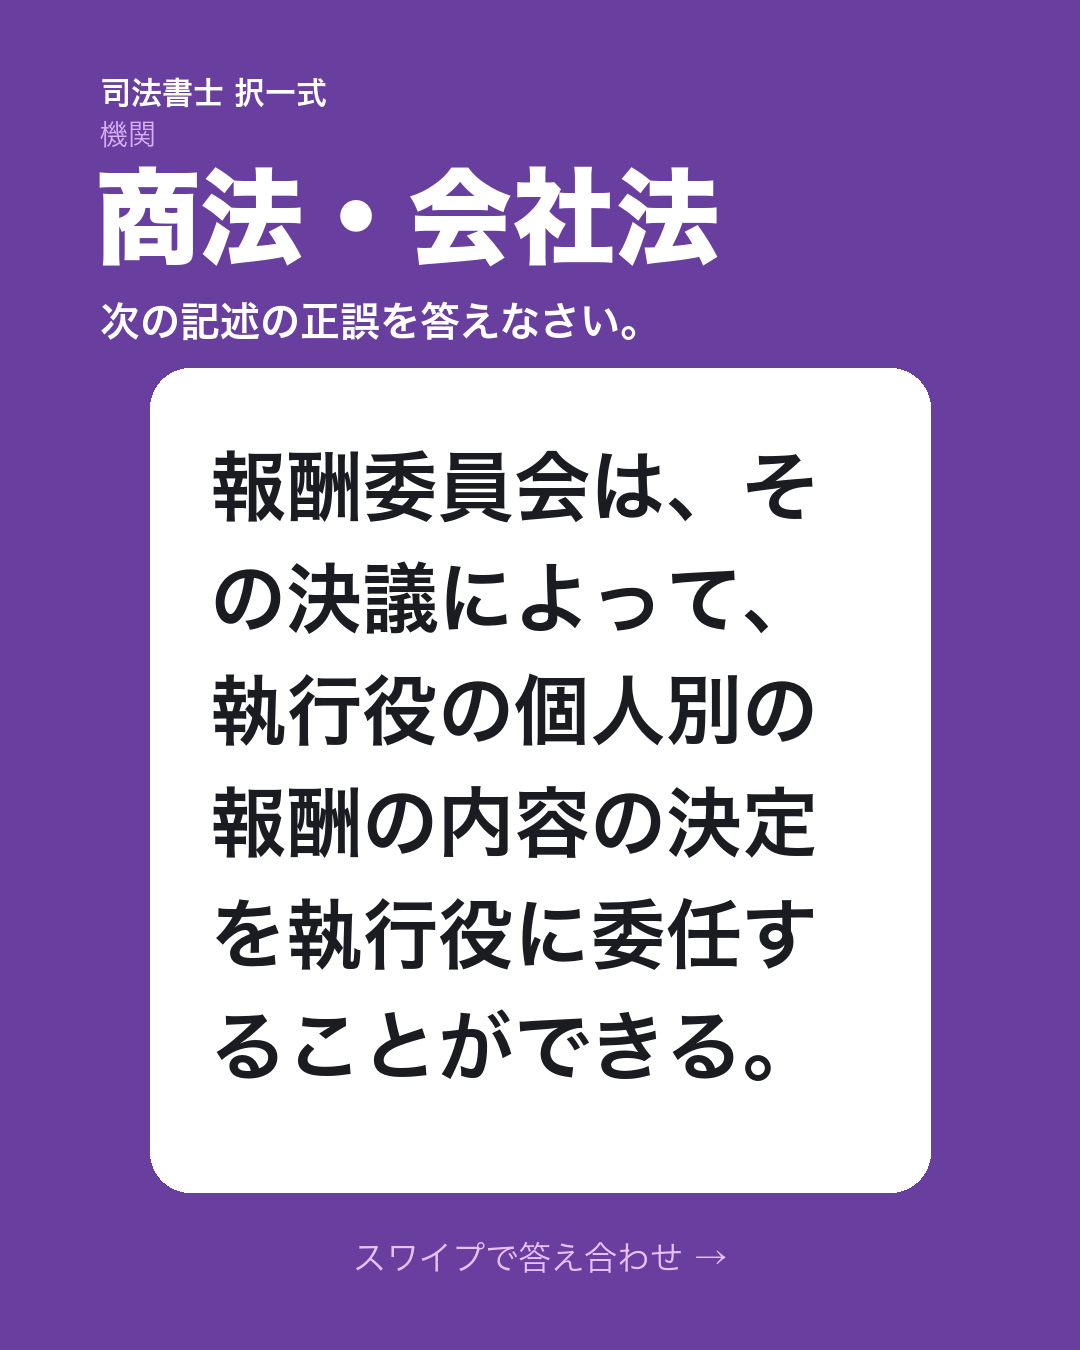 司法書士 択一式
機関
商法・会社法
次の記述の正誤を答えなさい。
報酬委員会は、そ
の決議によって、
執行役の個人別の
報酬の内容の決定
を執行役に委任す
ることができる。
スワイプで答え合わせ →